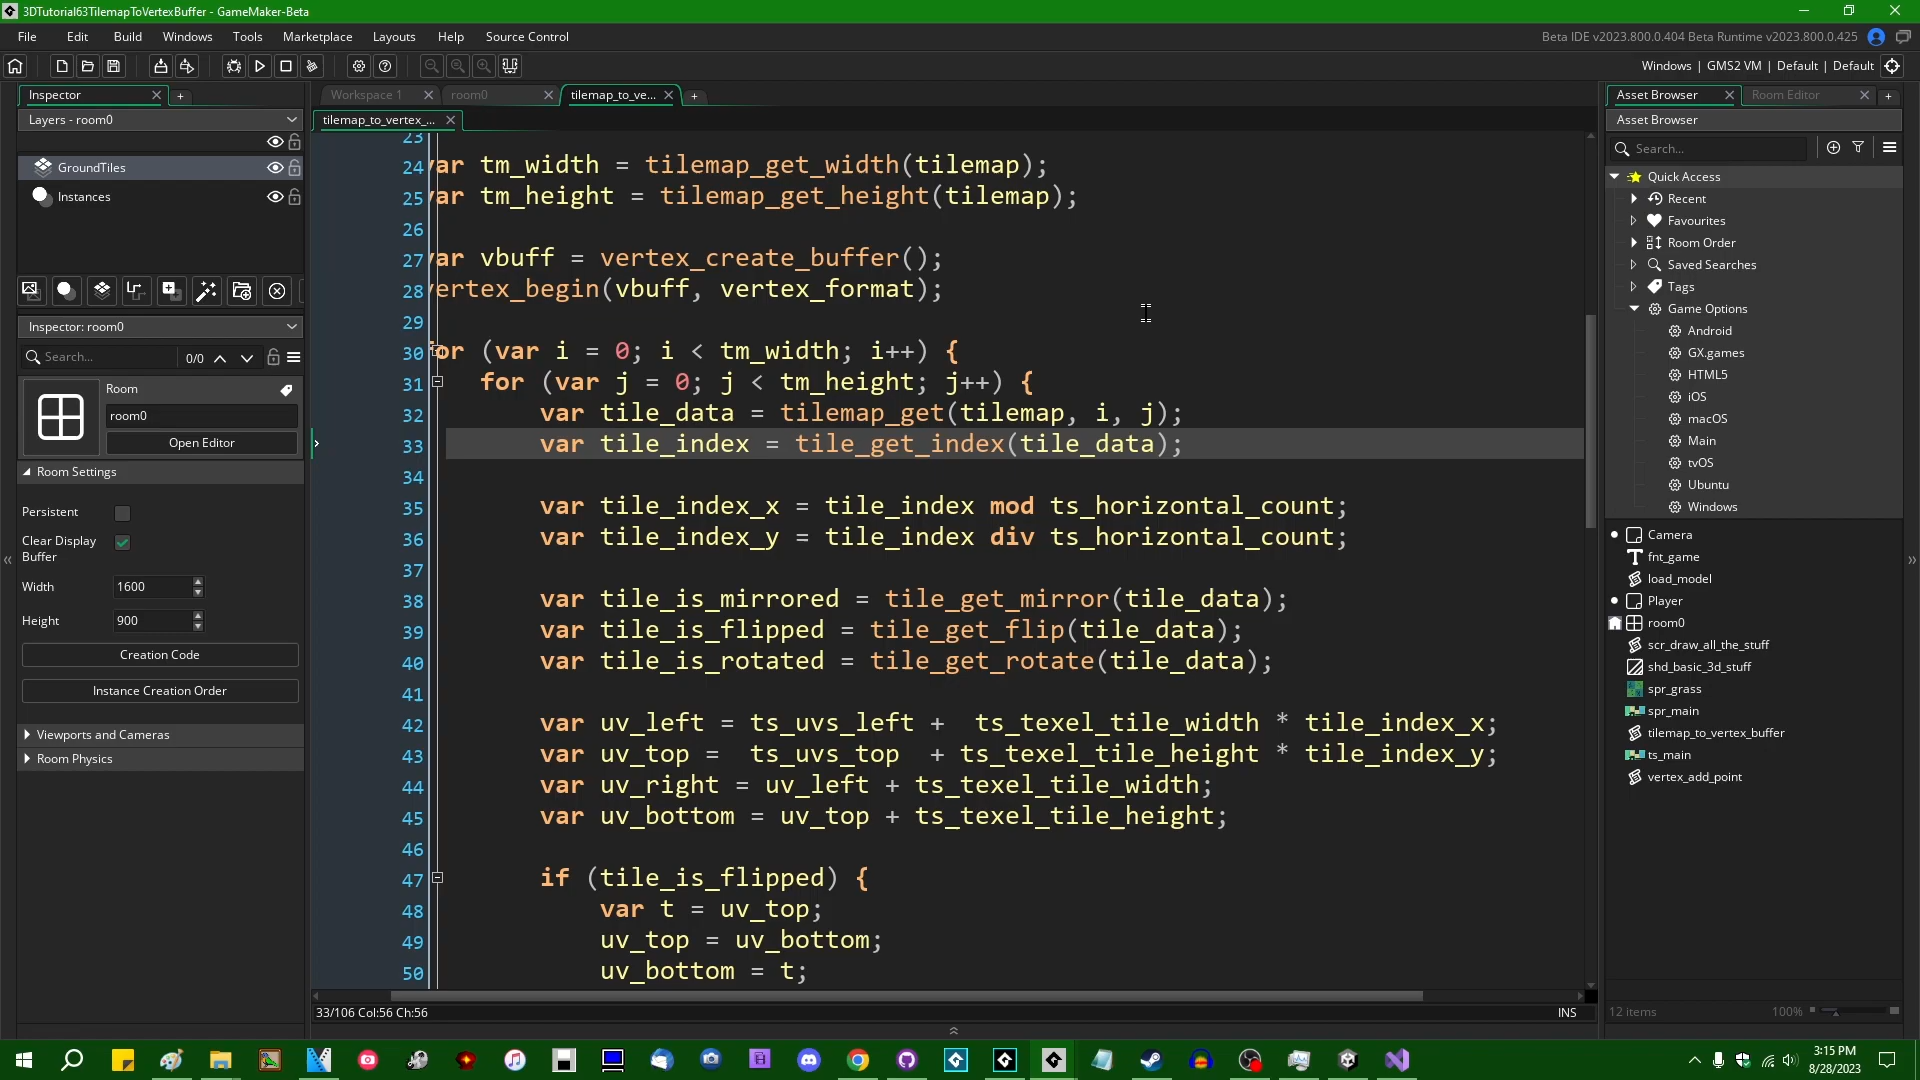 3DTutorial63TilemapToVertexBuffer - GameMaker-Beta
File Edit Build Windows Tools Marketplace Layouts Help Source Control
Beta IDE v2023.800.0.404 Beta Runtime v2023.800.0.425
Windows | GMS2 VM | Default | Default
Inspector
Layers - room0
GroundTiles
Instances
Inspector: room0
Search... 0/0
Room
room0
Open Editor
Room Settings
Persistent
Clear Display
Buffer
Width 1600
Height 900
Creation Code
Instance Creation Order
Viewports and Cameras
Room Physics
Workspace 1 room0 tilemap_to_ve...
tilemap_to_vertex_...
23
24 var tm_width = tilemap_get_width(tilemap);
25 var tm_height = tilemap_get_height(tilemap);
26
27 var vbuff = vertex_create_buffer();
28 vertex_begin(vbuff, vertex_format);
29
30 for (var i = 0; i < tm_width; i++) {
31 for (var j = 0; j < tm_height; j++) {
32 var tile_data = tilemap_get(tilemap, i, j);
33 var tile_index = tile_get_index(tile_data);
34
35 var tile_index_x = tile_index mod ts_horizontal_count;
36 var tile_index_y = tile_index div ts_horizontal_count;
37
38 var tile_is_mirrored = tile_get_mirror(tile_data);
39 var tile_is_flipped = tile_get_flip(tile_data);
40 var tile_is_rotated = tile_get_rotate(tile_data);
41
42 var uv_left = ts_uvs_left +  ts_texel_tile_width * tile_index_x;
43 var uv_top =  ts_uvs_top  + ts_texel_tile_height * tile_index_y;
44 var uv_right = uv_left + ts_texel_tile_width;
45 var uv_bottom = uv_top + ts_texel_tile_height;
46
47 if (tile_is_flipped) {
48 var t = uv_top;
49 uv_top = uv_bottom;
50 uv_bottom = t;
33/106 Col:56 Ch:56 INS
Asset Browser Room Editor
Asset Browser
Search...
Quick Access
Recent
Favourites
Room Order
Saved Searches
Tags
Game Options
Android
GX.games
HTML5
iOS
macOS
Main
tvOS
Ubuntu
Windows
Camera
fnt_game
load_model
Player
room0
scr_draw_all_the_stuff
shd_basic_3d_stuff
spr_grass
spr_main
tilemap_to_vertex_buffer
ts_main
vertex_add_point
12 items 100%
3:15 PM
8/28/2023